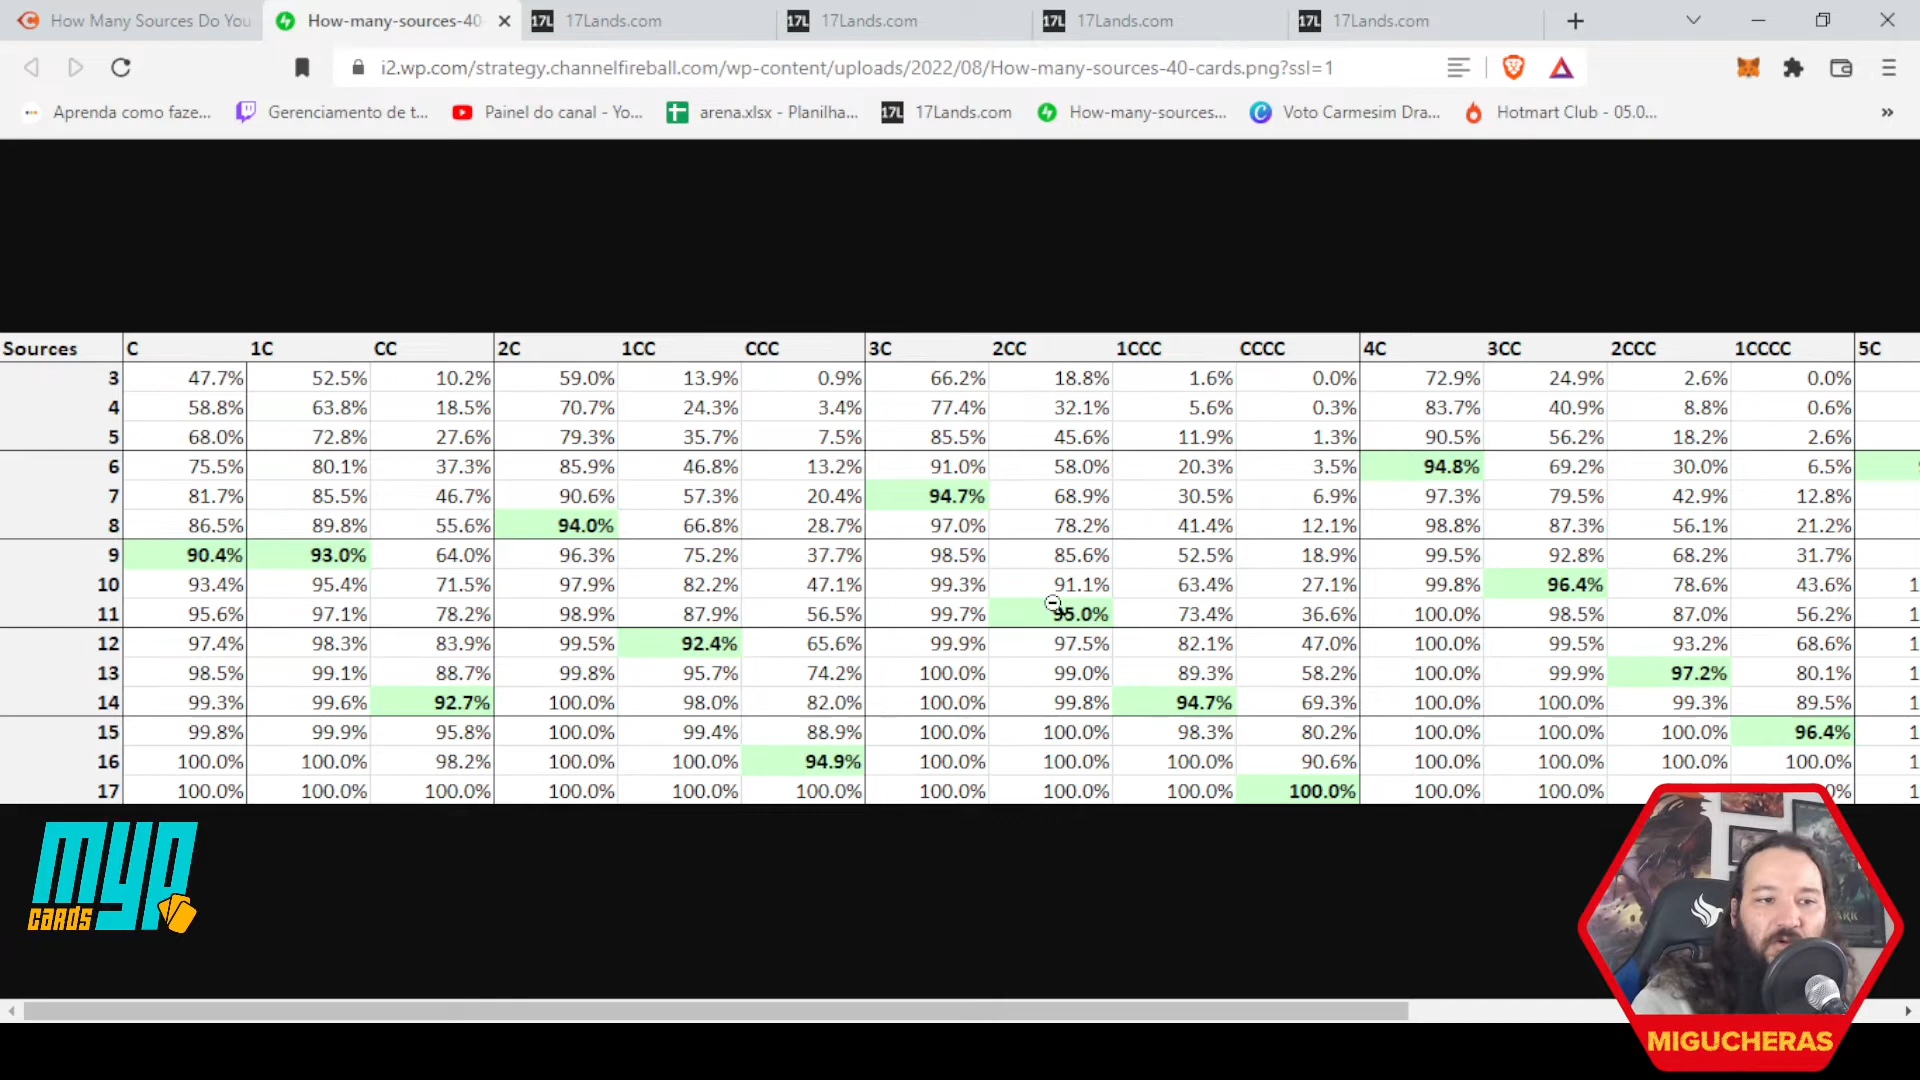 How Many Sources Do You
How-many-sources-40
17L 17Lands.com
17L 17Lands.com
17L 17Lands.com
17L 17Lands.com
i2.wp.com/strategy.channelfireball.com/wp-content/uploads/2022/08/How-many-sources-40-cards.png?ssl=1
Aprenda como faze...
Gerenciamento de t...
Painel do canal - Yo...
arena.xlsx - Planilha...
17L 17Lands.com
How-many-sources...
Voto Carmesim Dra...
Hotmart Club - 05.0...
»
Sources C 1C CC 2C 1CC CCC 3C 2CC 1CCC CCCC 4C 3CC 2CCC 1CCCC 5C
3 47.7% 52.5% 10.2% 59.0% 13.9% 0.9% 66.2% 18.8% 1.6% 0.0% 72.9% 24.9% 2.6% 0.0%
4 58.8% 63.8% 18.5% 70.7% 24.3% 3.4% 77.4% 32.1% 5.6% 0.3% 83.7% 40.9% 8.8% 0.6%
5 68.0% 72.8% 27.6% 79.3% 35.7% 7.5% 85.5% 45.6% 11.9% 1.3% 90.5% 56.2% 18.2% 2.6%
6 75.5% 80.1% 37.3% 85.9% 46.8% 13.2% 91.0% 58.0% 20.3% 3.5% 94.8% 69.2% 30.0% 6.5%
7 81.7% 85.5% 46.7% 90.6% 57.3% 20.4% 94.7% 68.9% 30.5% 6.9% 97.3% 79.5% 42.9% 12.8%
8 86.5% 89.8% 55.6% 94.0% 66.8% 28.7% 97.0% 78.2% 41.4% 12.1% 98.8% 87.3% 56.1% 21.2%
9 90.4% 93.0% 64.0% 96.3% 75.2% 37.7% 98.5% 85.6% 52.5% 18.9% 99.5% 92.8% 68.2% 31.7%
10 93.4% 95.4% 71.5% 97.9% 82.2% 47.1% 99.3% 91.1% 63.4% 27.1% 99.8% 96.4% 78.6% 43.6% 1
11 95.6% 97.1% 78.2% 98.9% 87.9% 56.5% 99.7% 95.0% 73.4% 36.6% 100.0% 98.5% 87.0% 56.2% 1
12 97.4% 98.3% 83.9% 99.5% 92.4% 65.6% 99.9% 97.5% 82.1% 47.0% 100.0% 99.5% 93.2% 68.6% 1
13 98.5% 99.1% 88.7% 99.8% 95.7% 74.2% 100.0% 99.0% 89.3% 58.2% 100.0% 99.9% 97.2% 80.1% 1
14 99.3% 99.6% 92.7% 100.0% 98.0% 82.0% 100.0% 99.8% 94.7% 69.3% 100.0% 100.0% 99.3% 89.5% 1
15 99.8% 99.9% 95.8% 100.0% 99.4% 88.9% 100.0% 100.0% 98.3% 80.2% 100.0% 100.0% 100.0% 96.4% 1
16 100.0% 100.0% 98.2% 100.0% 100.0% 94.9% 100.0% 100.0% 100.0% 90.6% 100.0% 100.0% 100.0% 100.0% 1
17 100.0% 100.0% 100.0% 100.0% 100.0% 100.0% 100.0% 100.0% 100.0% 100.0% 100.0% 100.0% 0% 1
myp
cards
MIGUCHERAS